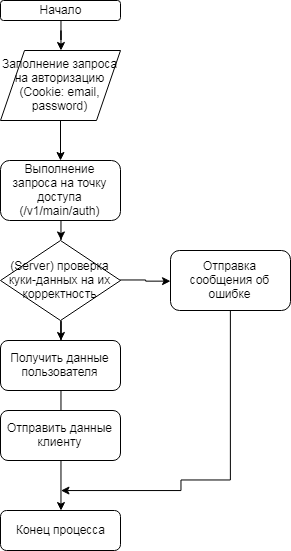 Начало
Заполнение запроса
на авторизацию
(Cookie: email,
password)
Выполнение
запроса на точку
доступа
(/v1/main/auth)
(Server) проверка
куки-данных на их
корректность
Отправка
сообщения об
ошибке
Получить данные
пользователя
Отправить данные
клиенту
Конец процесса